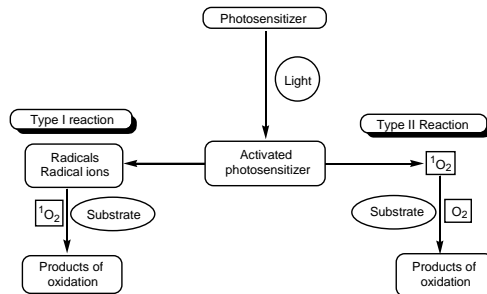 Photosensitizer
Light
Type I reaction
Type II Reaction
Radicals
Radical ions
Activated
photosensitizer
¹O₂
¹O₂
Substrate
Substrate
O₂
Products of
oxidation
Products of
oxidation